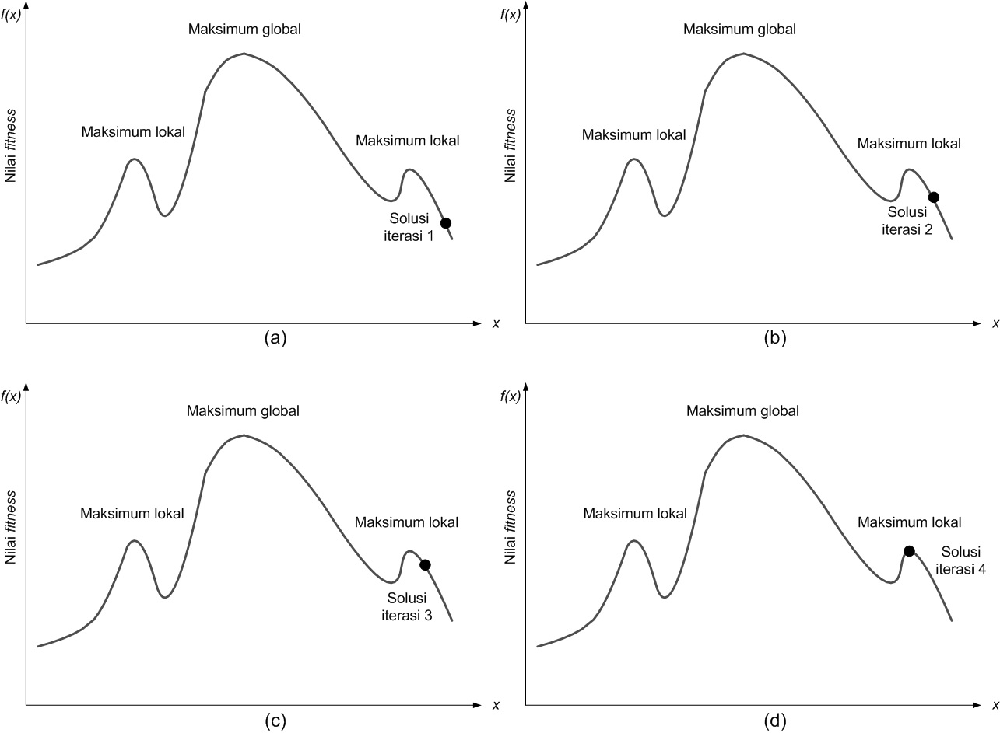 f(x)
Maksimum global
Maksimum lokal
Maksimum lokal
Nilai fitness
Solusi
iterasi 1
x
(a)
f(x)
Maksimum global
Maksimum lokal
Maksimum lokal
Nilai fitness
Solusi
iterasi 2
x
(b)
f(x)
Maksimum global
Maksimum lokal
Maksimum lokal
Nilai fitness
Solusi
iterasi 3
x
(c)
f(x)
Maksimum global
Maksimum lokal
Maksimum lokal
Nilai fitness
Solusi
iterasi 4
x
(d)